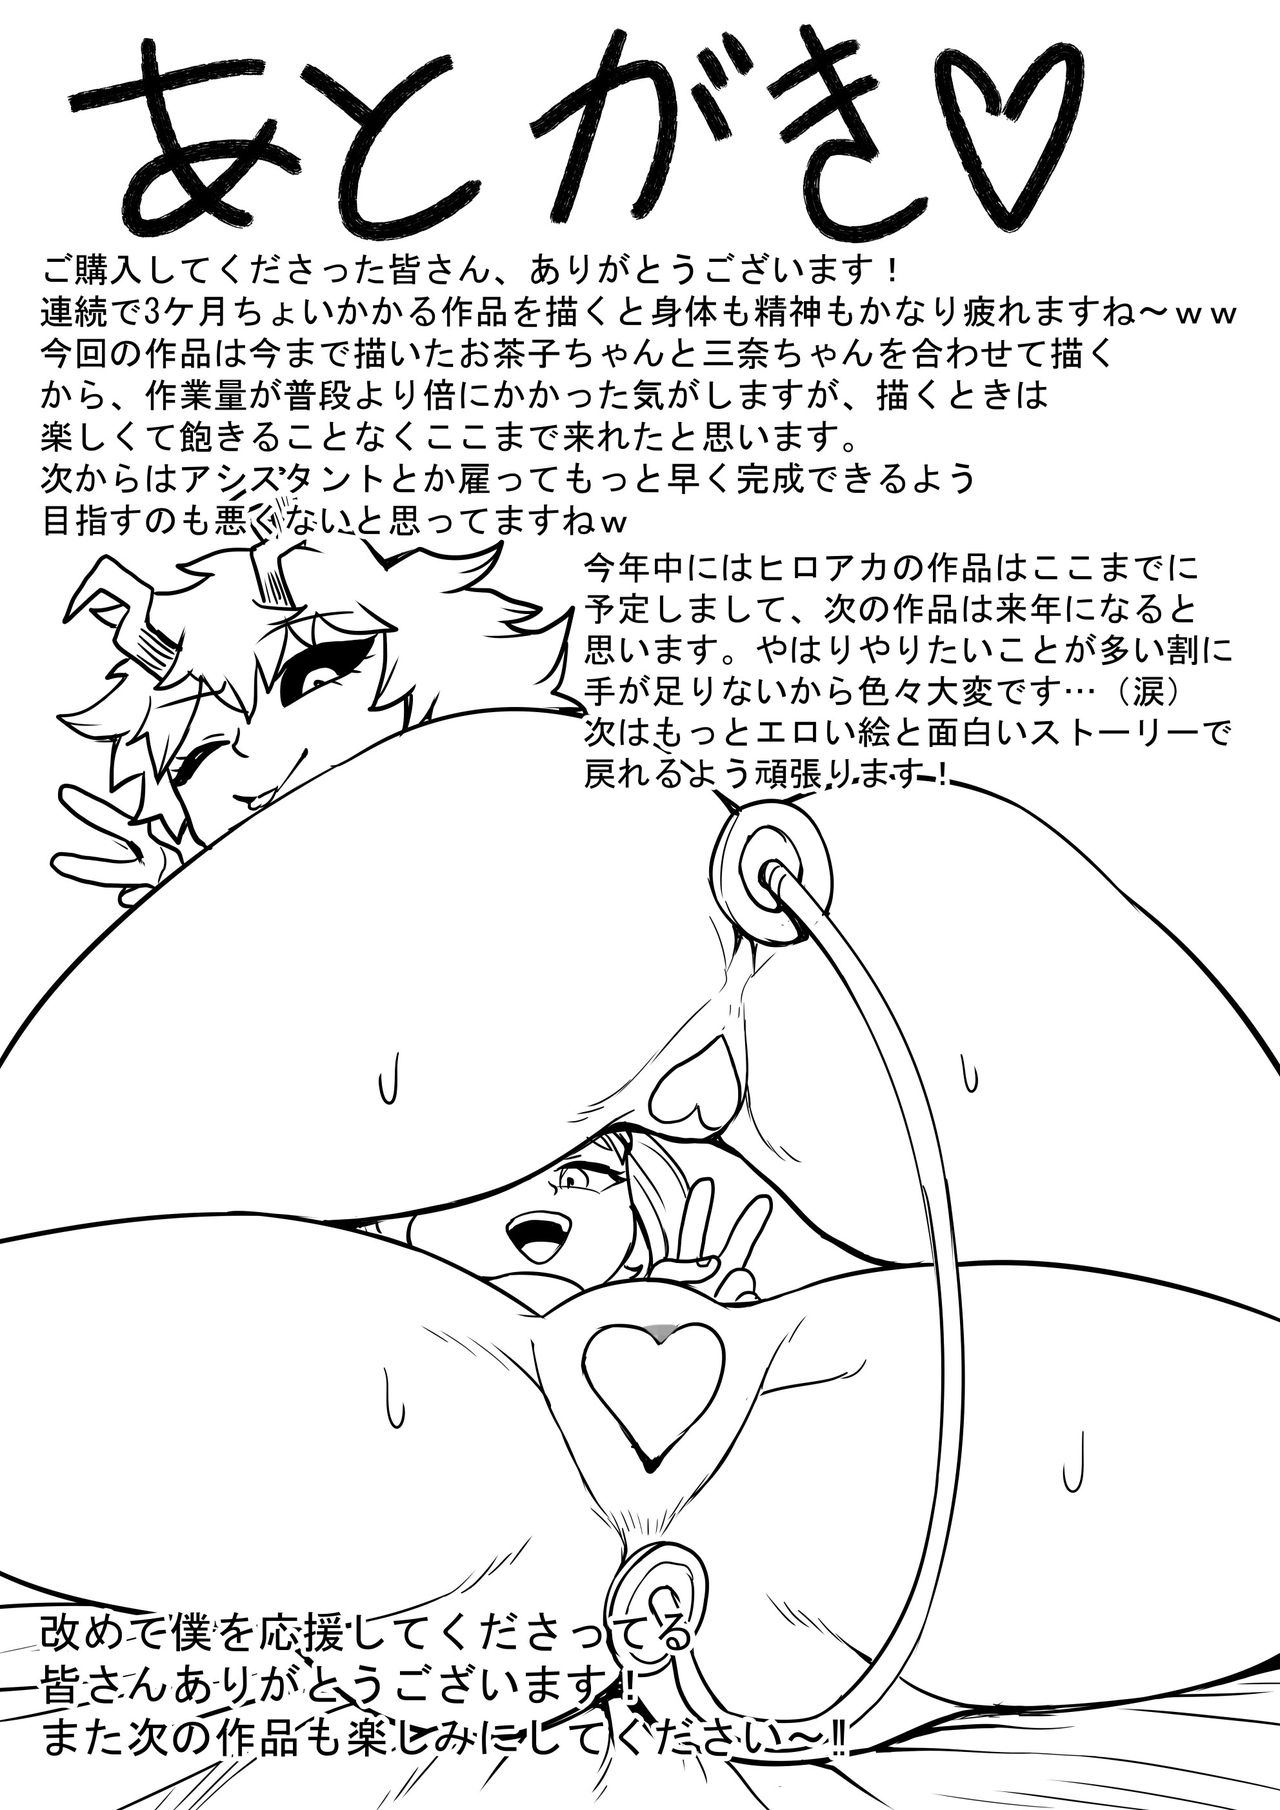 あとがき♡
ご購入してくださった皆さん、ありがとうございます！
連続で3ケ月ちょいかかる作品を描くと身体も精神もかなり疲れますね～ｗｗ
今回の作品は今まで描いたお茶子ちゃんと三奈ちゃんを合わせて描く
から、作業量が普段より倍にかかった気がしますが、描くときは
楽しくて飽きることなくここまで来れたと思います。
次からはアシスタントとか雇ってもっと早く完成できるよう
目指すのも悪くないと思ってますねｗ
今年中にはヒロアカの作品はここまでに
予定しまして、次の作品は来年になると
思います。やはりやりたいことが多い割に
手が足りないから色々大変です…（涙）
次はもっとエロい絵と面白いストーリーで
戻れるよう頑張ります！
改めて僕を応援してくださってる
皆さんありがとうございます！
また次の作品も楽しみにしてください～!!